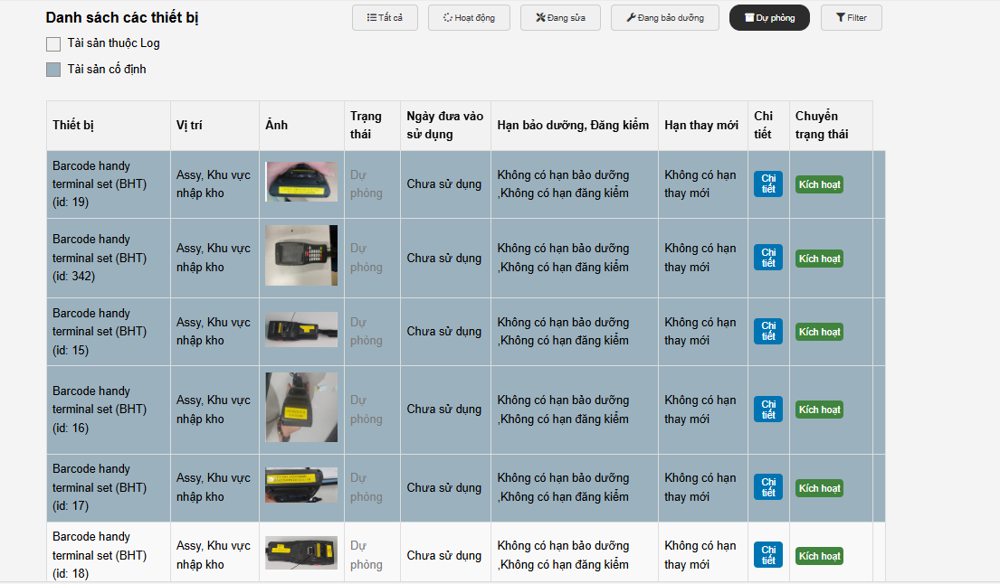 Danh sách các thiết bị
Tất cả
Hoạt động
Đang sửa
Đang bảo dưỡng
Dự phòng
Filter
Tài sản thuộc Log
Tài sản cố định
Thiết bị
Vị trí
Ảnh
Trạng
thái
Ngày đưa vào
sử dụng
Hạn bảo dưỡng, Đăng kiểm
Hạn thay mới
Chi
tiết
Chuyển
trạng thái
Barcode handy
terminal set (BHT)
(id: 19)
Assy, Khu vực
nhập kho
Dự
phòng
Chưa sử dụng
Không có hạn bảo dưỡng
,Không có hạn đăng kiểm
Không có hạn
thay mới
Chi
tiết
Kích hoạt
Barcode handy
terminal set (BHT)
(id: 342)
Assy, Khu vực
nhập kho
Dự
phòng
Chưa sử dụng
Không có hạn bảo dưỡng
,Không có hạn đăng kiểm
Không có hạn
thay mới
Chi
tiết
Kích hoạt
Barcode handy
terminal set (BHT)
(id: 15)
Assy, Khu vực
nhập kho
Dự
phòng
Chưa sử dụng
Không có hạn bảo dưỡng
,Không có hạn đăng kiểm
Không có hạn
thay mới
Chi
tiết
Kích hoạt
Barcode handy
terminal set (BHT)
(id: 16)
Assy, Khu vực
nhập kho
Dự
phòng
Chưa sử dụng
Không có hạn bảo dưỡng
,Không có hạn đăng kiểm
Không có hạn
thay mới
Chi
tiết
Kích hoạt
Barcode handy
terminal set (BHT)
(id: 17)
Assy, Khu vực
nhập kho
Dự
phòng
Chưa sử dụng
Không có hạn bảo dưỡng
,Không có hạn đăng kiểm
Không có hạn
thay mới
Chi
tiết
Kích hoạt
Barcode handy
terminal set (BHT)
(id: 18)
Assy, Khu vực
nhập kho
Dự
phòng
Chưa sử dụng
Không có hạn bảo dưỡng
,Không có hạn đăng kiểm
Không có hạn
thay mới
Chi
tiết
Kích hoạt